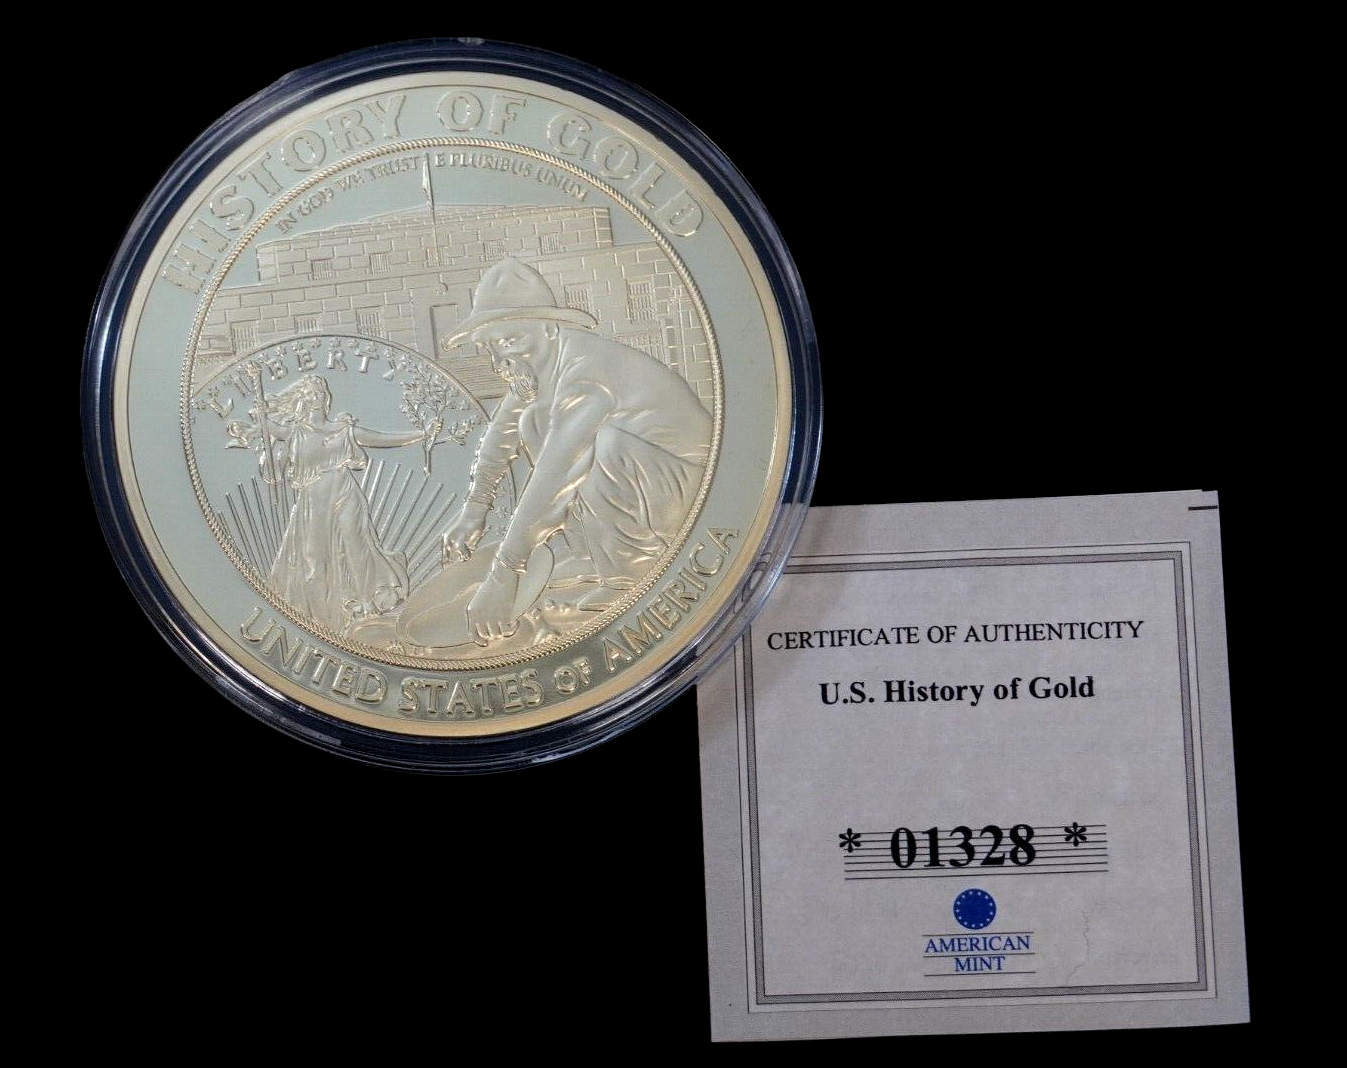 HISTORY OF GOLD
IN GOD WE TRUST E PLURIBUS UNUM
LIBERTY
UNITED STATES OF AMERICA
CERTIFICATE OF AUTHENTICITY
U.S. History of Gold
* 01328 *
AMERICAN
MINT